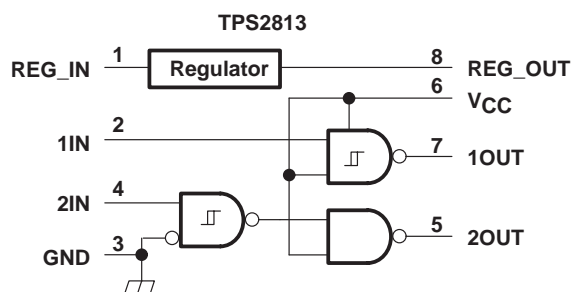 TPS2813
REG_IN 1 Regulator 8 REG_OUT
6 VCC
1IN 2
7 1OUT
2IN 4
5 2OUT
GND 3